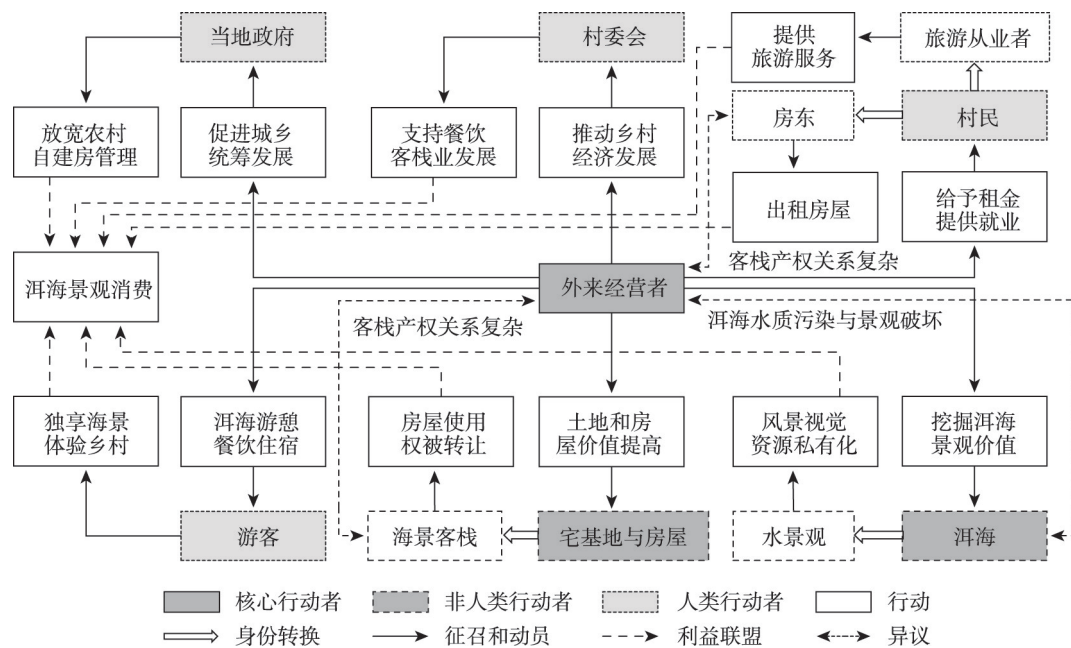 当地政府
村委会
提供
旅游服务
旅游从业者
放宽农村
自建房管理
促进城乡
统筹发展
支持餐饮
客栈业发展
推动乡村
经济发展
房东
村民
出租房屋
给予租金
提供就业
客栈产权关系复杂
洱海景观消费
外来经营者
客栈产权关系复杂
洱海水质污染与景观破坏
独享海景
体验乡村
洱海游憩
餐饮住宿
房屋使用
权被转让
土地和房
屋价值提高
风景视觉
资源私有化
挖掘洱海
景观价值
游客
海景客栈
宅基地与房屋
水景观
洱海
核心行动者
非人类行动者
人类行动者
行动
身份转换
征召和动员
利益联盟
异议